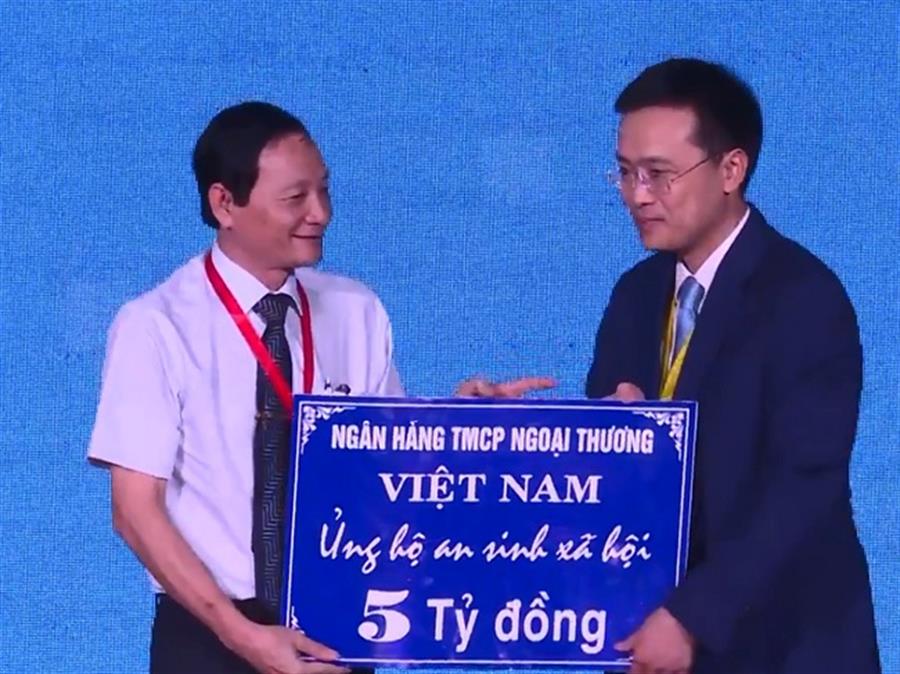 NGÂN HÀNG TMCP NGOẠI THƯƠNG
VIỆT NAM
Ủng hộ an sinh xã hội
5 Tỷ đồng